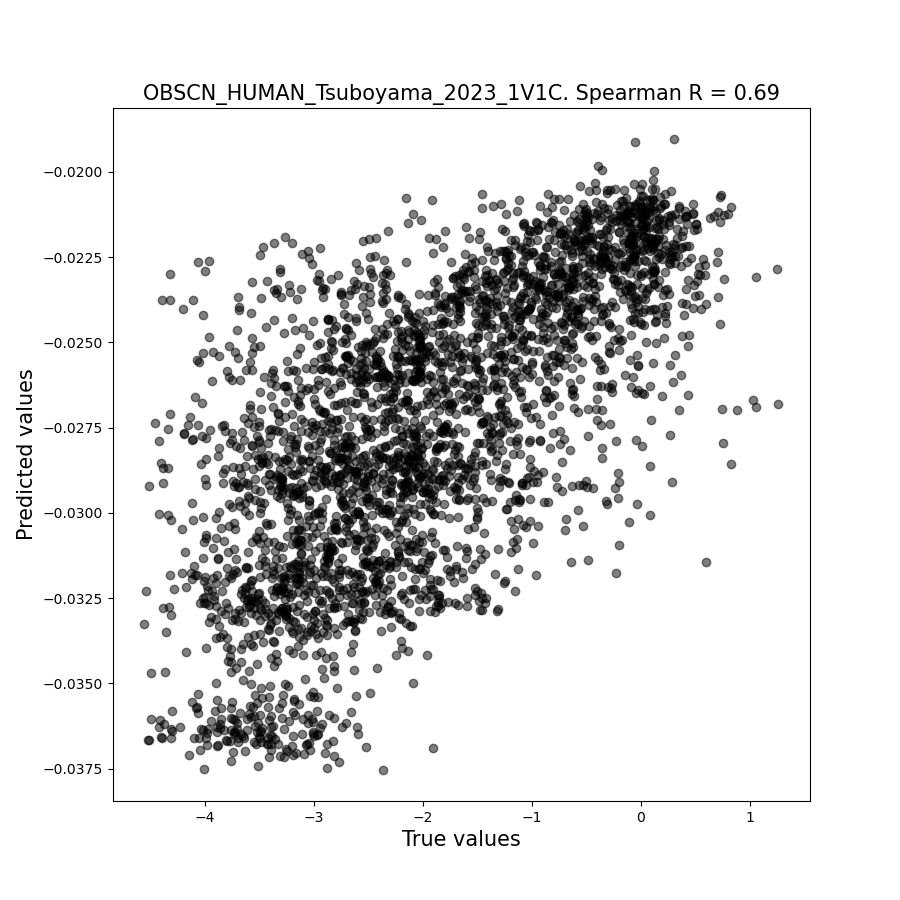 OBSCN_HUMAN_Tsuboyama_2023_1V1C. Spearman R = 0.69
−0.0200
−0.0225
−0.0250
−0.0275
−0.0300
−0.0325
−0.0350
−0.0375
Predicted values
−4 −3 −2 −1 0 1
True values